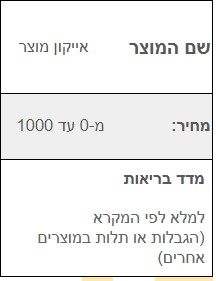 שם המוצר אייקון מוצר
מחיר: מ-0 עד 1000
מדד בריאות
למלא לפי המקרא
(הגבלות או תלות במוצרים
אחרים)